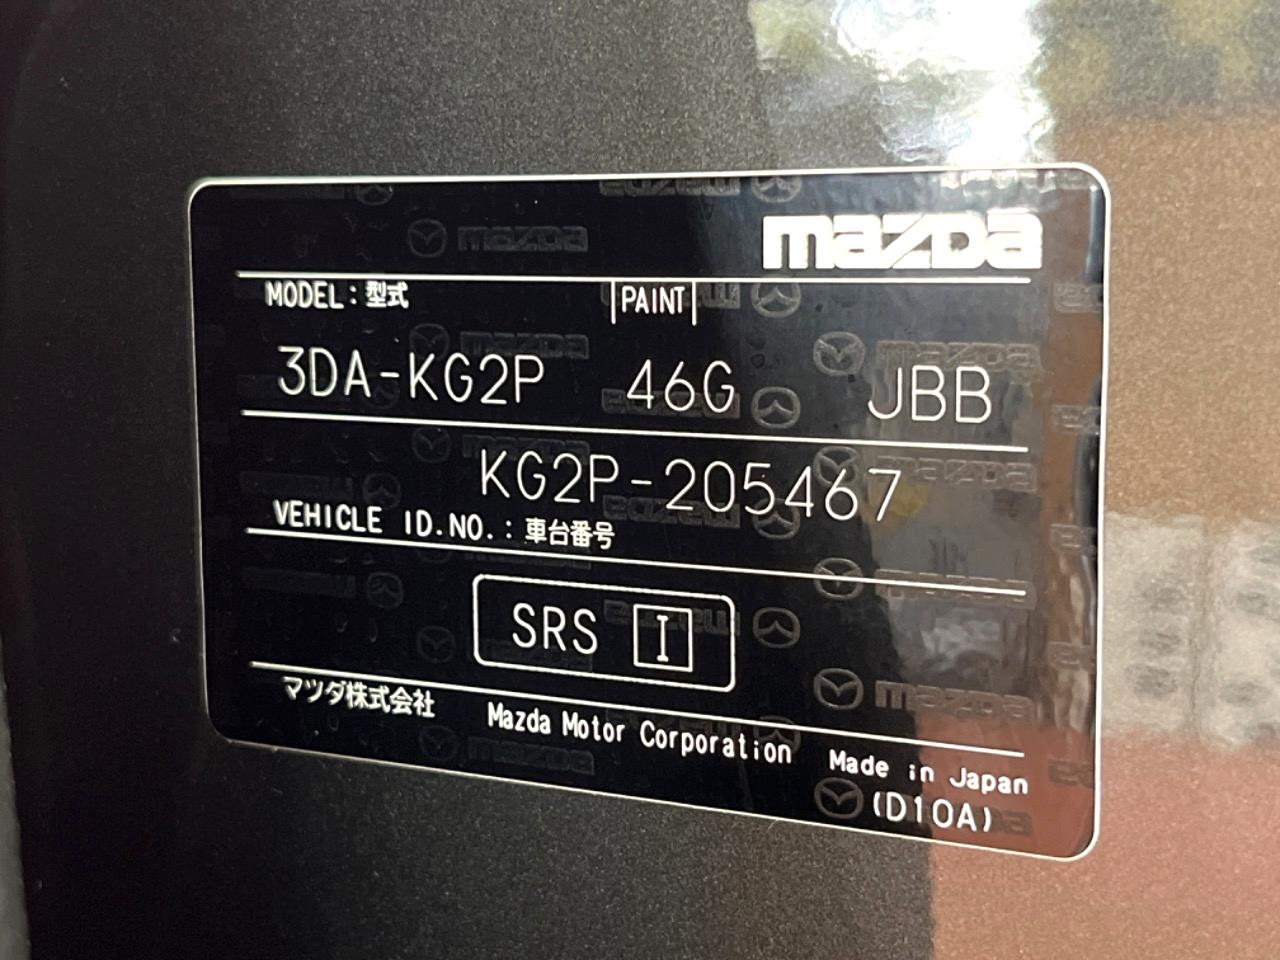 mazda
MODEL:型式 PAINT
3DA-KG2P 46G JBB
KG2P-205467
VEHICLE ID.NO.:車台番号
SRS I
マツダ株式会社 Mazda Motor Corporation Made in Japan
(D10A)